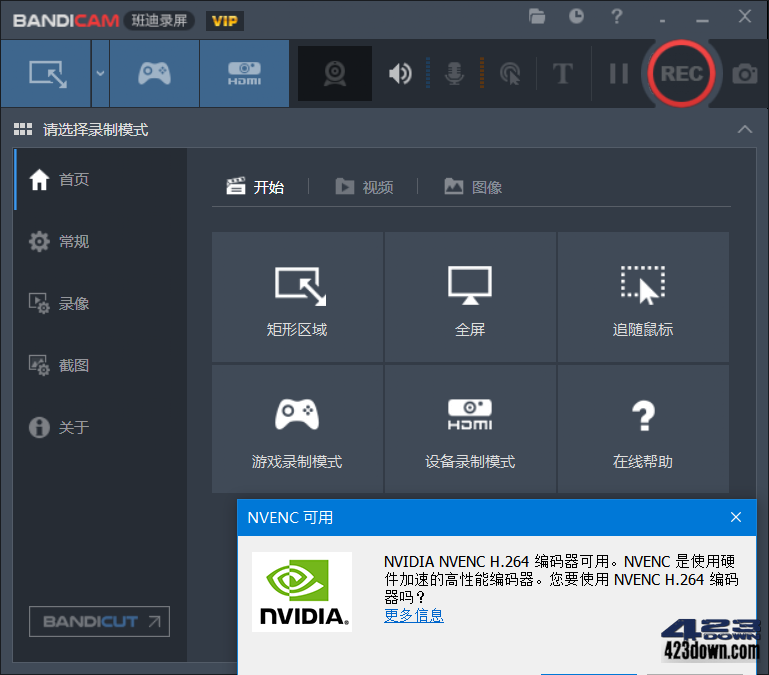 BANDICAM 班迪录屏 VIP
HDMI
T
REC
请选择录制模式
首页
常规
录像
截图
关于
BANDICUT
开始
视频
图像
矩形区域
全屏
追随鼠标
游戏录制模式
HDMI
设备录制模式
在线帮助
NVENC 可用
NVIDIA.
NVIDIA NVENC H.264 编码器可用。NVENC 是使用硬
件加速的高性能编码器。您要使用 NVENC H.264 编码
器吗？
更多信息
423DOWN
423down.com